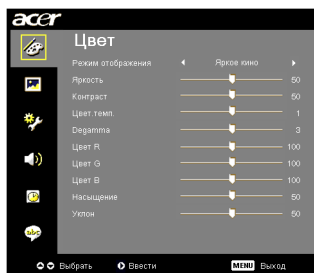 acer
Цвет
Режим отображения Яркое кино
Яркость 50
Контраст 50
Цвет.темп. 1
Degamma 3
Цвет R 100
Цвет G 100
Цвет B 100
Насыщение 50
Уклон 50
abc
Выбрать Ввести MENU Выход